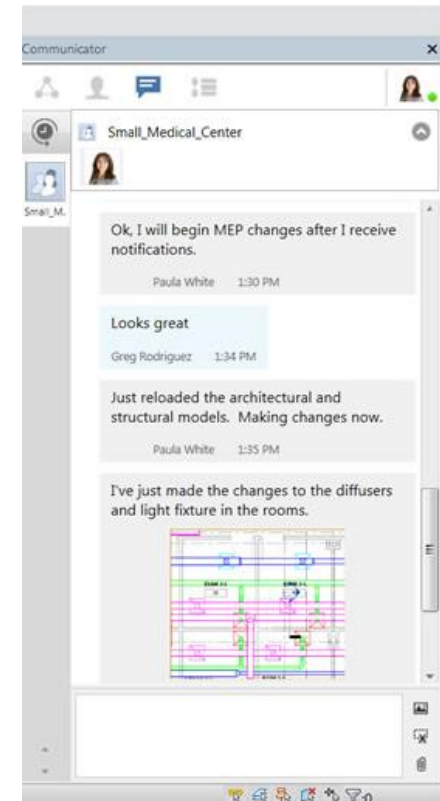 Communicator
Small_Medical_Center
Small_M.
Ok, I will begin MEP changes after I receive
notifications.
Paula White 1:30 PM
Looks great
Greg Rodriguez 1:34 PM
Just reloaded the architectural and
structural models. Making changes now.
Paula White 1:35 PM
I've just made the changes to the diffusers
and light fixture in the rooms.
:0